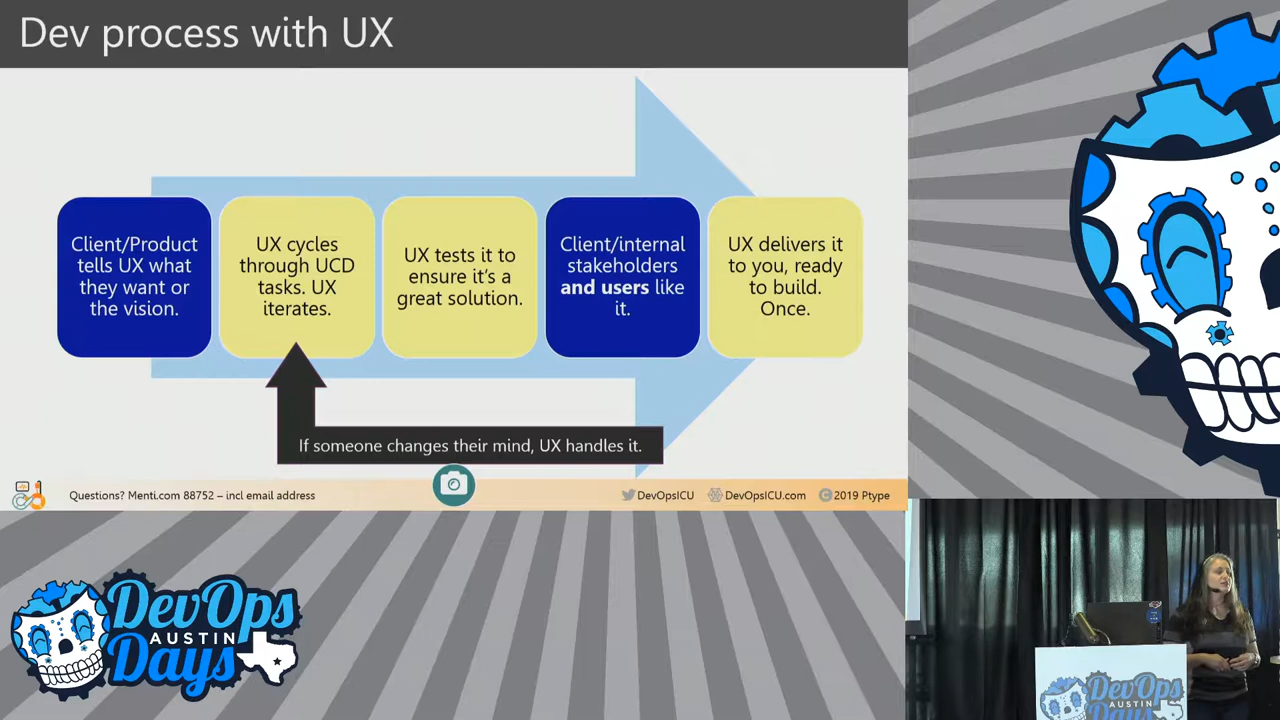 Dev process with UX
Client/Product
tells UX what
they want or
the vision.
UX cycles
through UCD
tasks. UX
iterates.
UX tests it to
ensure it's a
great solution.
Client/internal
stakeholders
and users like
it.
UX delivers it
to you, ready
to build.
Once.
If someone changes their mind, UX handles it.
Questions? Menti.com 88752 – incl email address
DevOpsICU
DevOpsICU.com
© 2019 Ptype
DevOps
AUSTIN
Days
DevOps
AUSTIN
Days